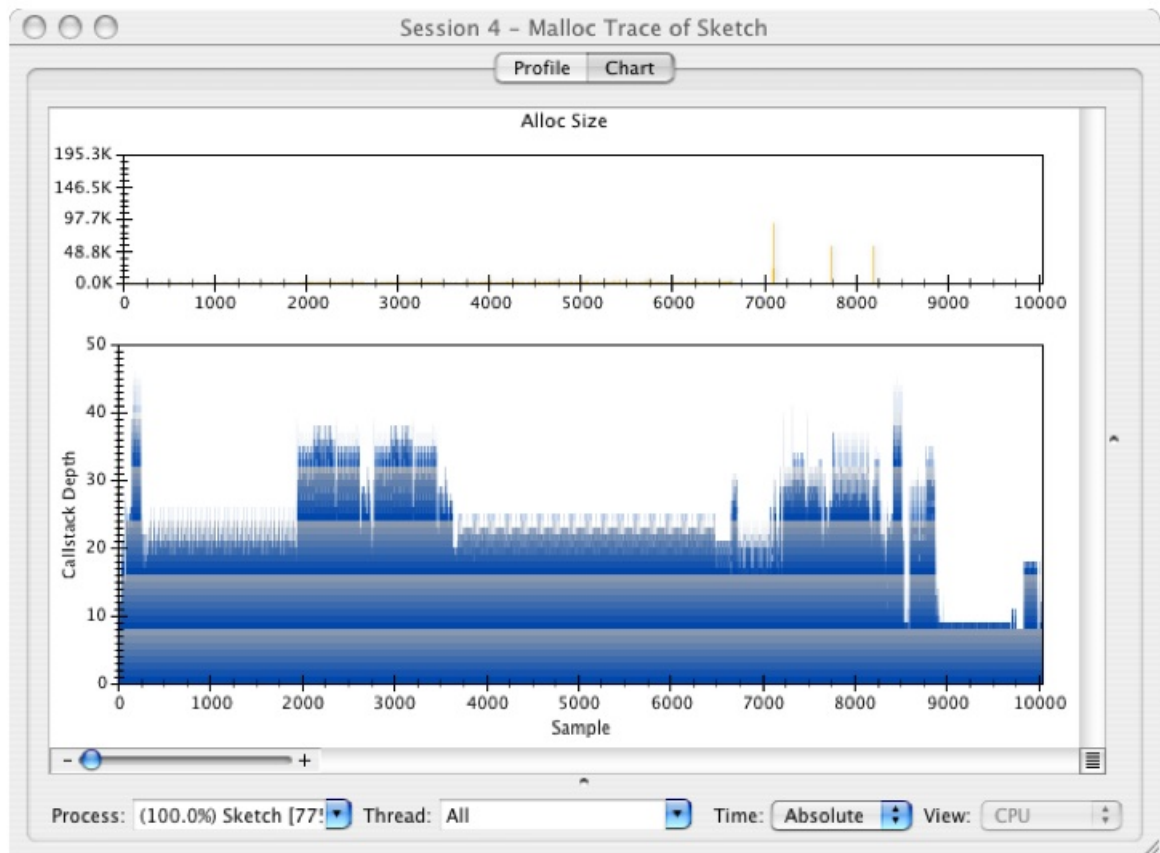 Session 4 – Malloc Trace of Sketch
Profile Chart
Alloc Size
195.3K
146.5K
97.7K
48.8K
0.0K
0 1000 2000 3000 4000 5000 6000 7000 8000 9000 10000
Callstack Depth
50
40
30
20
10
0
0 1000 2000 3000 4000 5000 6000 7000 8000 9000 10000
Sample
- +
Process: (100.0%) Sketch [77 Thread: All Time: Absolute View: CPU